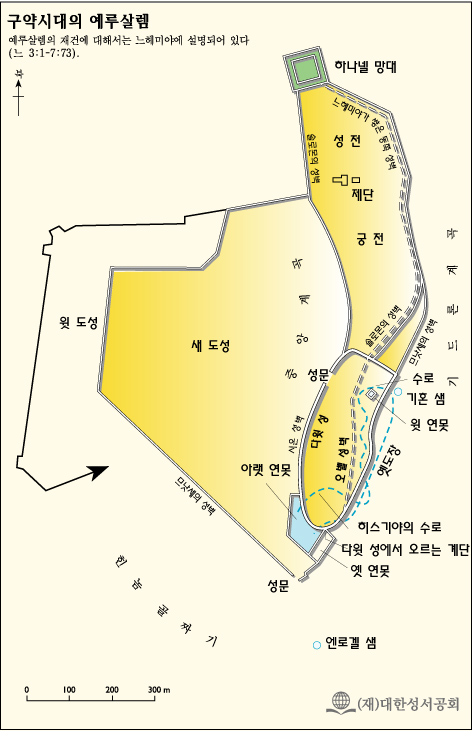 구약시대의 예루살렘
예루살렘의 재건에 대해서는 느헤미야에 설명되어 있다
(느 3:1-7:73).
북
하나넬 망대
느헤미야가 쌓은 동쪽 성벽
솔로몬의 성벽
성 전
제단
궁 전
기드론 계곡
중앙 계곡
윗 도성
새 도성
솔로몬의 성벽
므낫세의 성벽
성문
수로
기혼 샘
윗 연못
시온 성벽
다윗 성
오벨 성벽
옛도장
아랫 연못
므낫세의 성벽
히스기야의 수로
다윗 성에서 오르는 계단
옛 연못
성문
힌놈 골짜기
엔로겔 샘
0 100 200 300 m
(재)대한성서공회